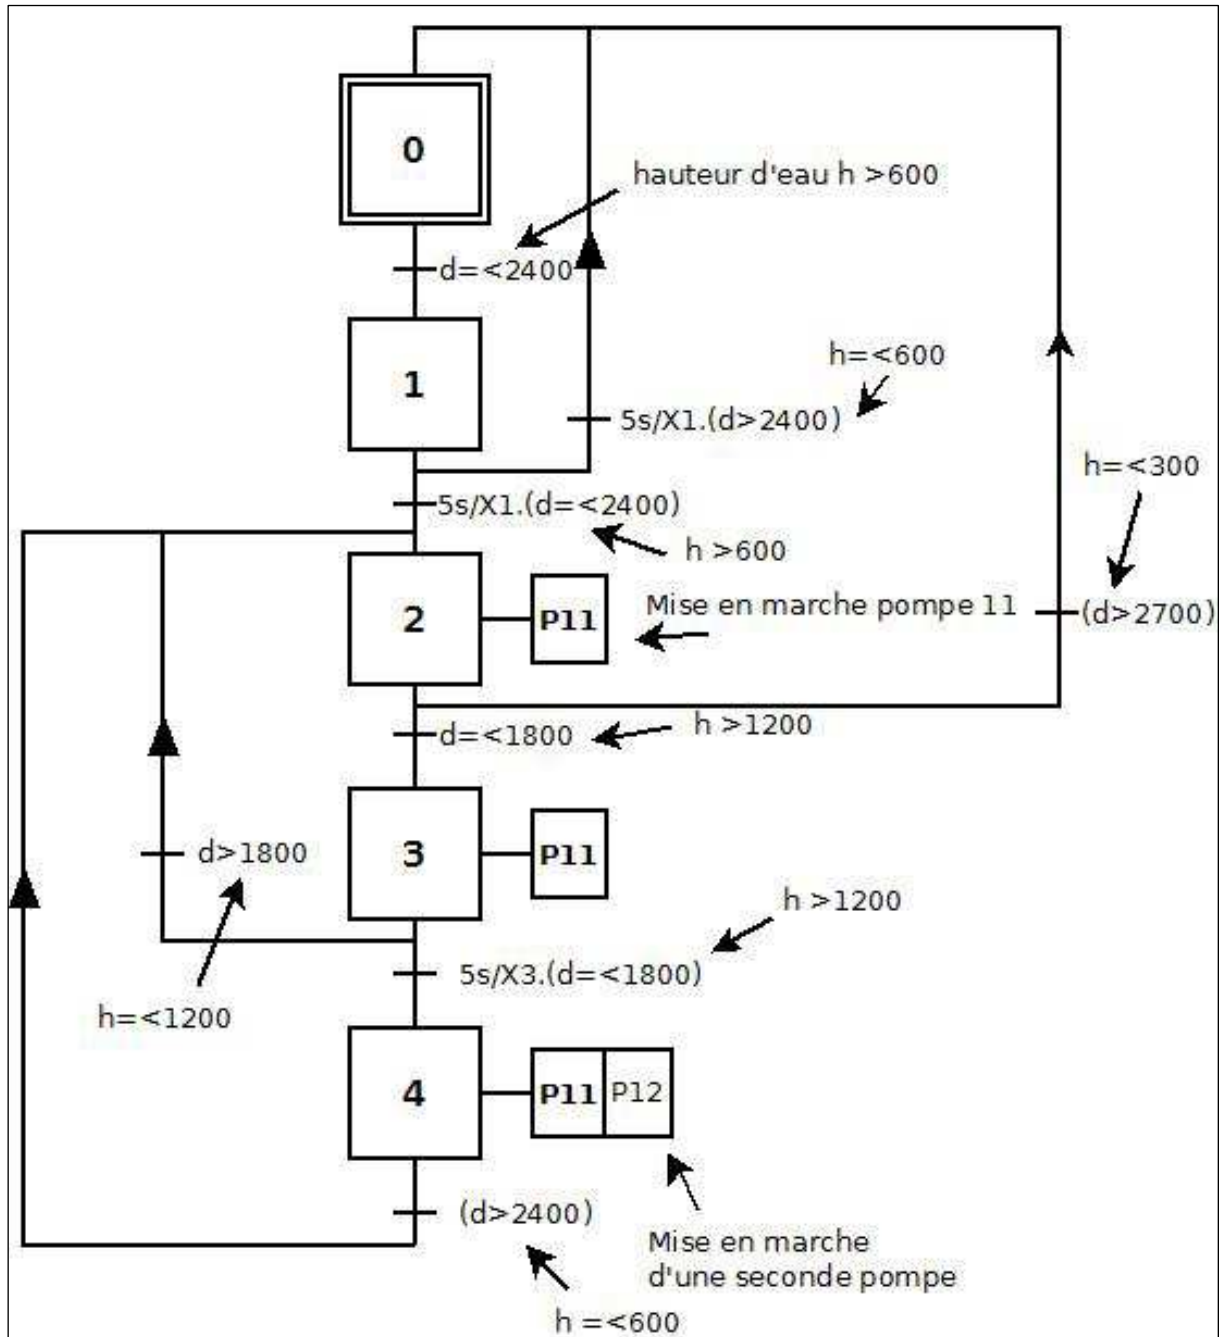 0
hauteur d'eau h >600
d=<2400
h=<600
1
5s/X1.(d>2400)
h=<300
5s/X1.(d=<2400)
h >600
2
P11
Mise en marche pompe 11
(d>2700)
d=<1800
h >1200
d>1800
3
P11
h >1200
5s/X3.(d=<1800)
h=<1200
4
P11
P12
(d>2400)
Mise en marche
d'une seconde pompe
h =<600